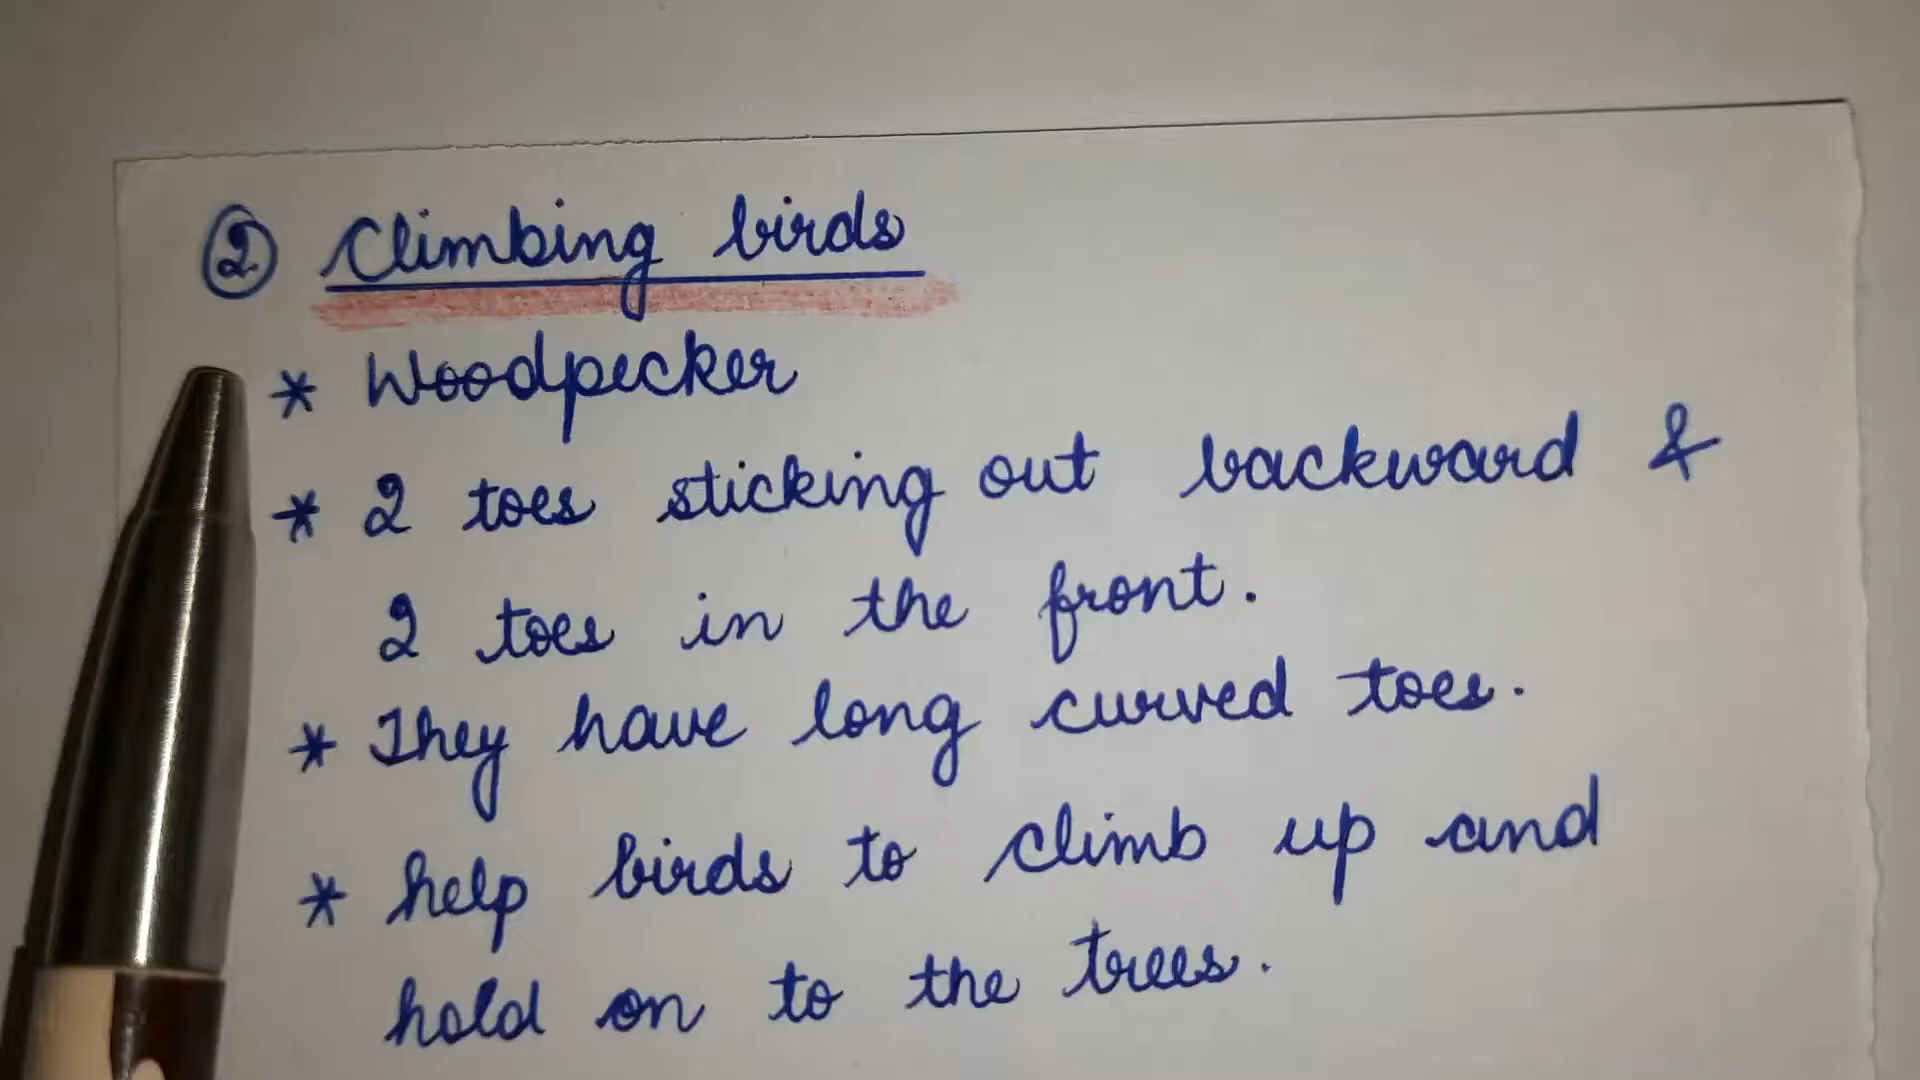 ② Climbing birds
* Woodpecker
* 2 toes sticking out backward &
2 toes in the front.
* They have long curved toes.
* help birds to climb up and
hold on to the trees.